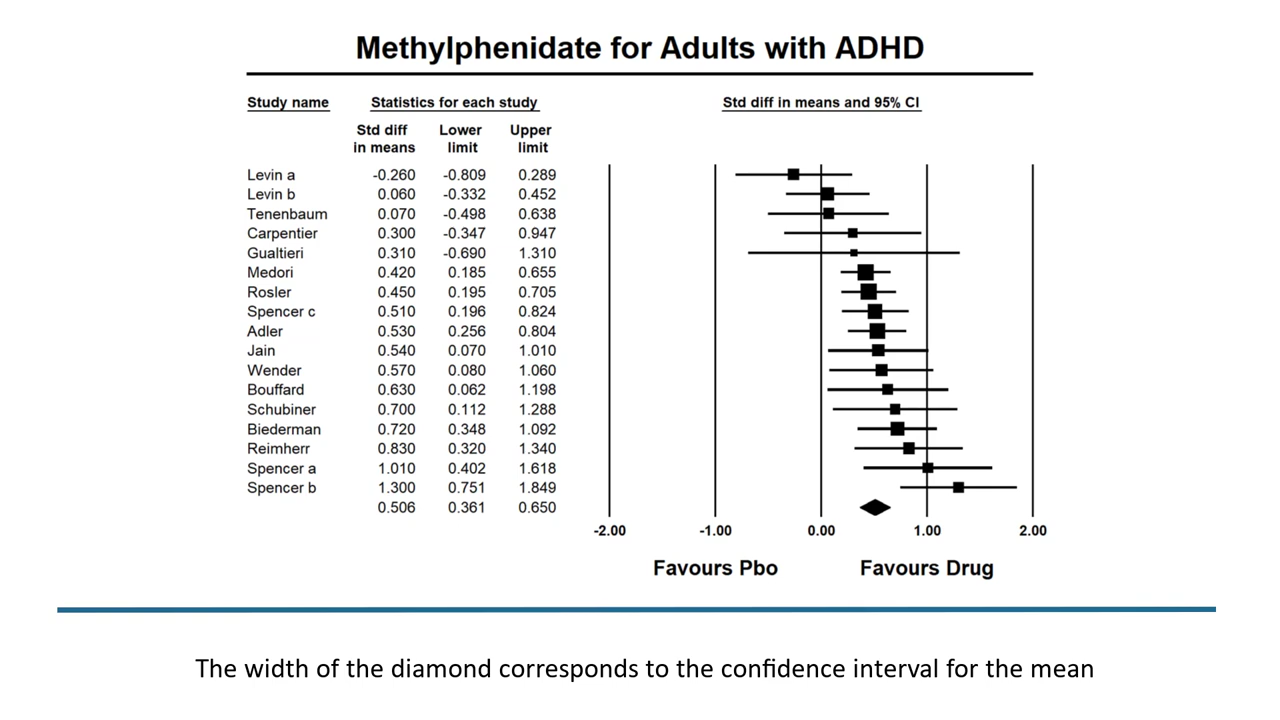 Methylphenidate for Adults with ADHD
Study name Statistics for each study Std diff in means and 95% CI
Std diff Lower Upper
in means limit limit
Levin a -0.260 -0.809 0.289
Levin b 0.060 -0.332 0.452
Tenenbaum 0.070 -0.498 0.638
Carpentier 0.300 -0.347 0.947
Gualtieri 0.310 -0.690 1.310
Medori 0.420 0.185 0.655
Rosler 0.450 0.195 0.705
Spencer c 0.510 0.196 0.824
Adler 0.530 0.256 0.804
Jain 0.540 0.070 1.010
Wender 0.570 0.080 1.060
Bouffard 0.630 0.062 1.198
Schubiner 0.700 0.112 1.288
Biederman 0.720 0.348 1.092
Reimherr 0.830 0.320 1.340
Spencer a 1.010 0.402 1.618
Spencer b 1.300 0.751 1.849
0.506 0.361 0.650
-2.00 -1.00 0.00 1.00 2.00
Favours Pbo Favours Drug
The width of the diamond corresponds to the confidence interval for the mean